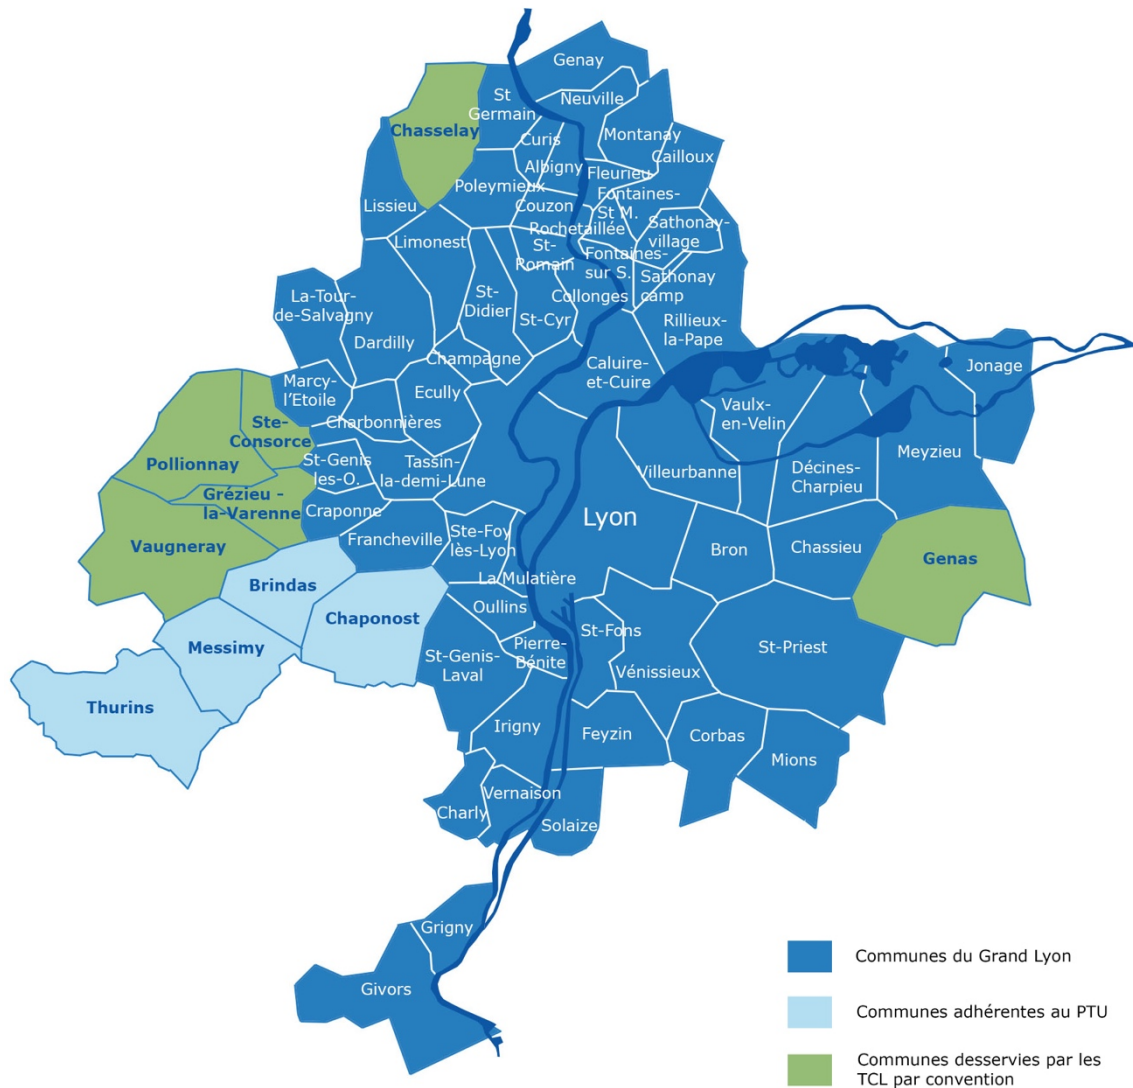 Genay
St
Germain
Neuville
Chasselay
Curis
Montanay
Cailloux
Albigny
Fleurieu
Poleymieux
Lissieu
Couzon
Fontaines-
St M.
Rochetaillée
Sathonay-
village
Limonest
St-
Romain
Fontaines-
sur S.
Sathonay
camp
La-Tour-
de-Salvagny
St-
Didier
Collonges
St-Cyr
Rillieux-
la-Pape
Dardilly
Champagne
Caluire-
et-Cuire
Jonage
Marcy-
l'Etoile
Ecully
Charbonnières
Vaulx-
en-Velin
Ste-
Consorce
Pollionnay
St-Genis
les-O.
Tassin-
la-demi-Lune
Villeurbanne
Décines-
Charpieu
Meyzieu
Grézieu -
la-Varenne
Craponne
Francheville
Ste-Foy
lès-Lyon
Lyon
Vaugneray
Bron
Chassieu
Genas
Brindas
La Mulatière
Chaponost
Oullins
St-Fons
Messimy
Pierre-
Bénite
St-Genis-
Laval
Vénissieux
St-Priest
Thurins
Irigny
Feyzin
Corbas
Mions
Vernaison
Charly
Solaize
Grigny
Givors
Communes du Grand Lyon
Communes adhérentes au PTU
Communes desservies par les
TCL par convention